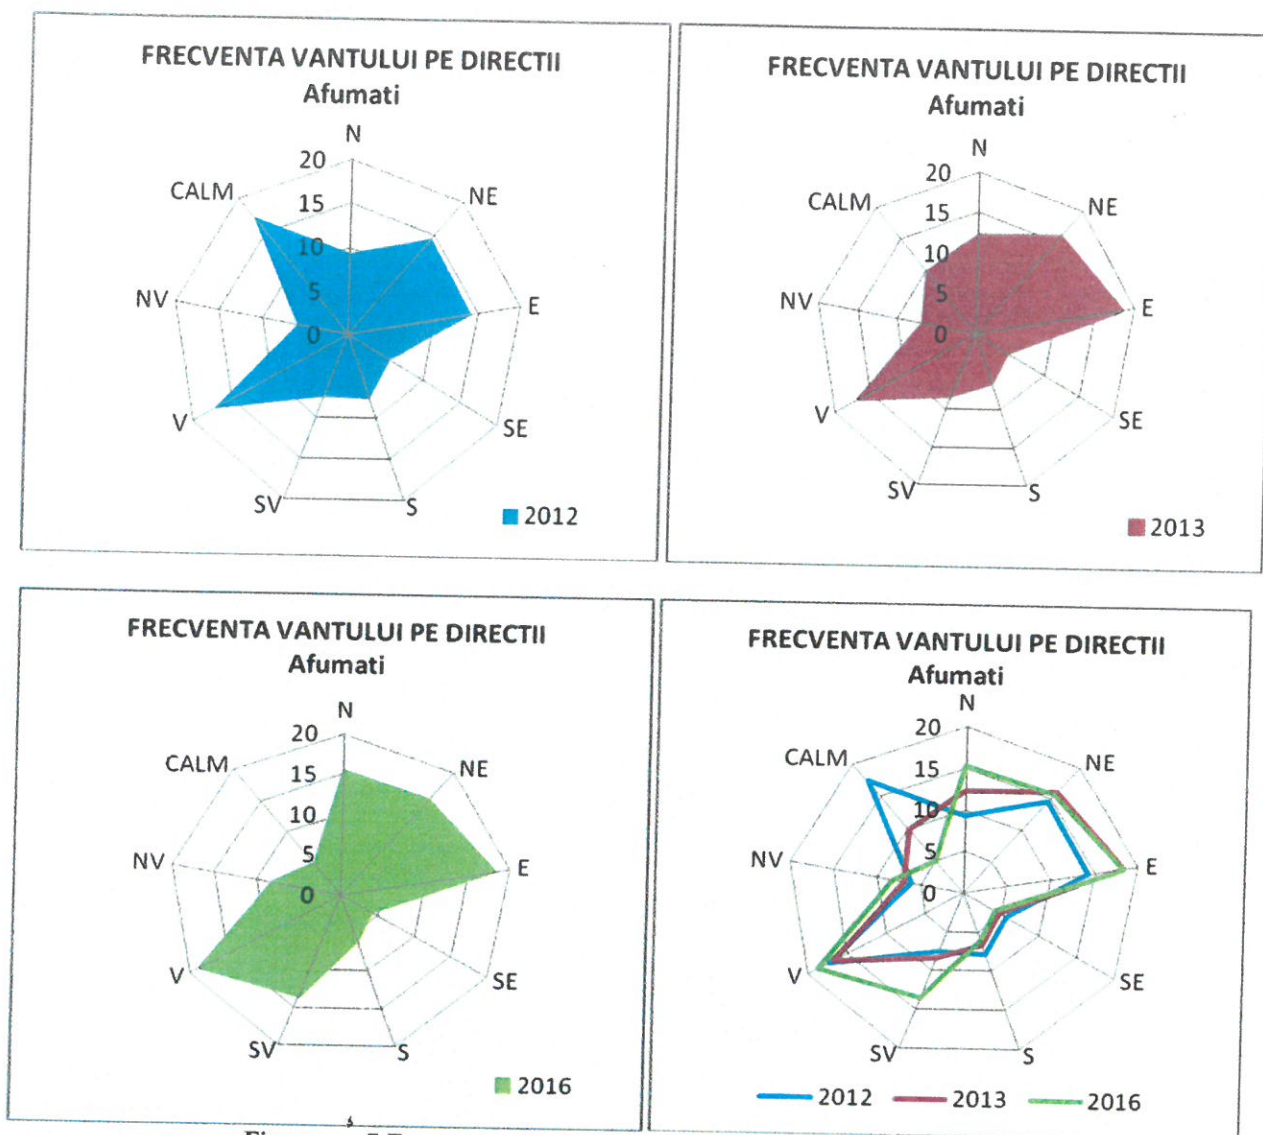 FRECVENTA VANTULUI PE DIRECTII
Afumati
N
20
CALM
NE
15
10
NV
5
E
0
V
SE
SV
S
2012
FRECVENTA VANTULUI PE DIRECTII
Afumati
N
20
CALM
NE
15
10
NV
5
E
0
V
SE
SV
S
2013
FRECVENTA VANTULUI PE DIRECTII
Afumati
N
20
CALM
NE
15
10
NV
5
E
0
V
SE
SV
S
2016
FRECVENTA VANTULUI PE DIRECTII
Afumati
N
20
CALM
NE
15
10
NV
5
E
0
V
SE
SV
S
2012 2013 2016